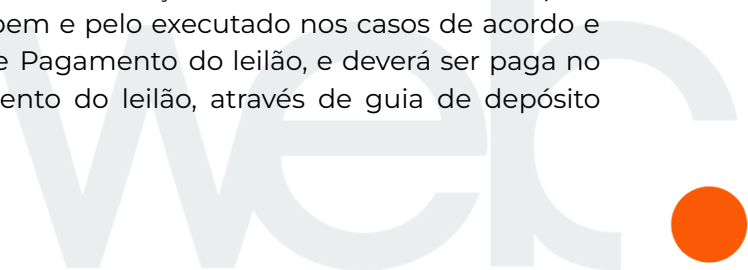 bem e pelo executado nos casos de acordo e
e Pagamento do leilão, e deverá ser paga no
ento do leilão, através de guia de depósito
web